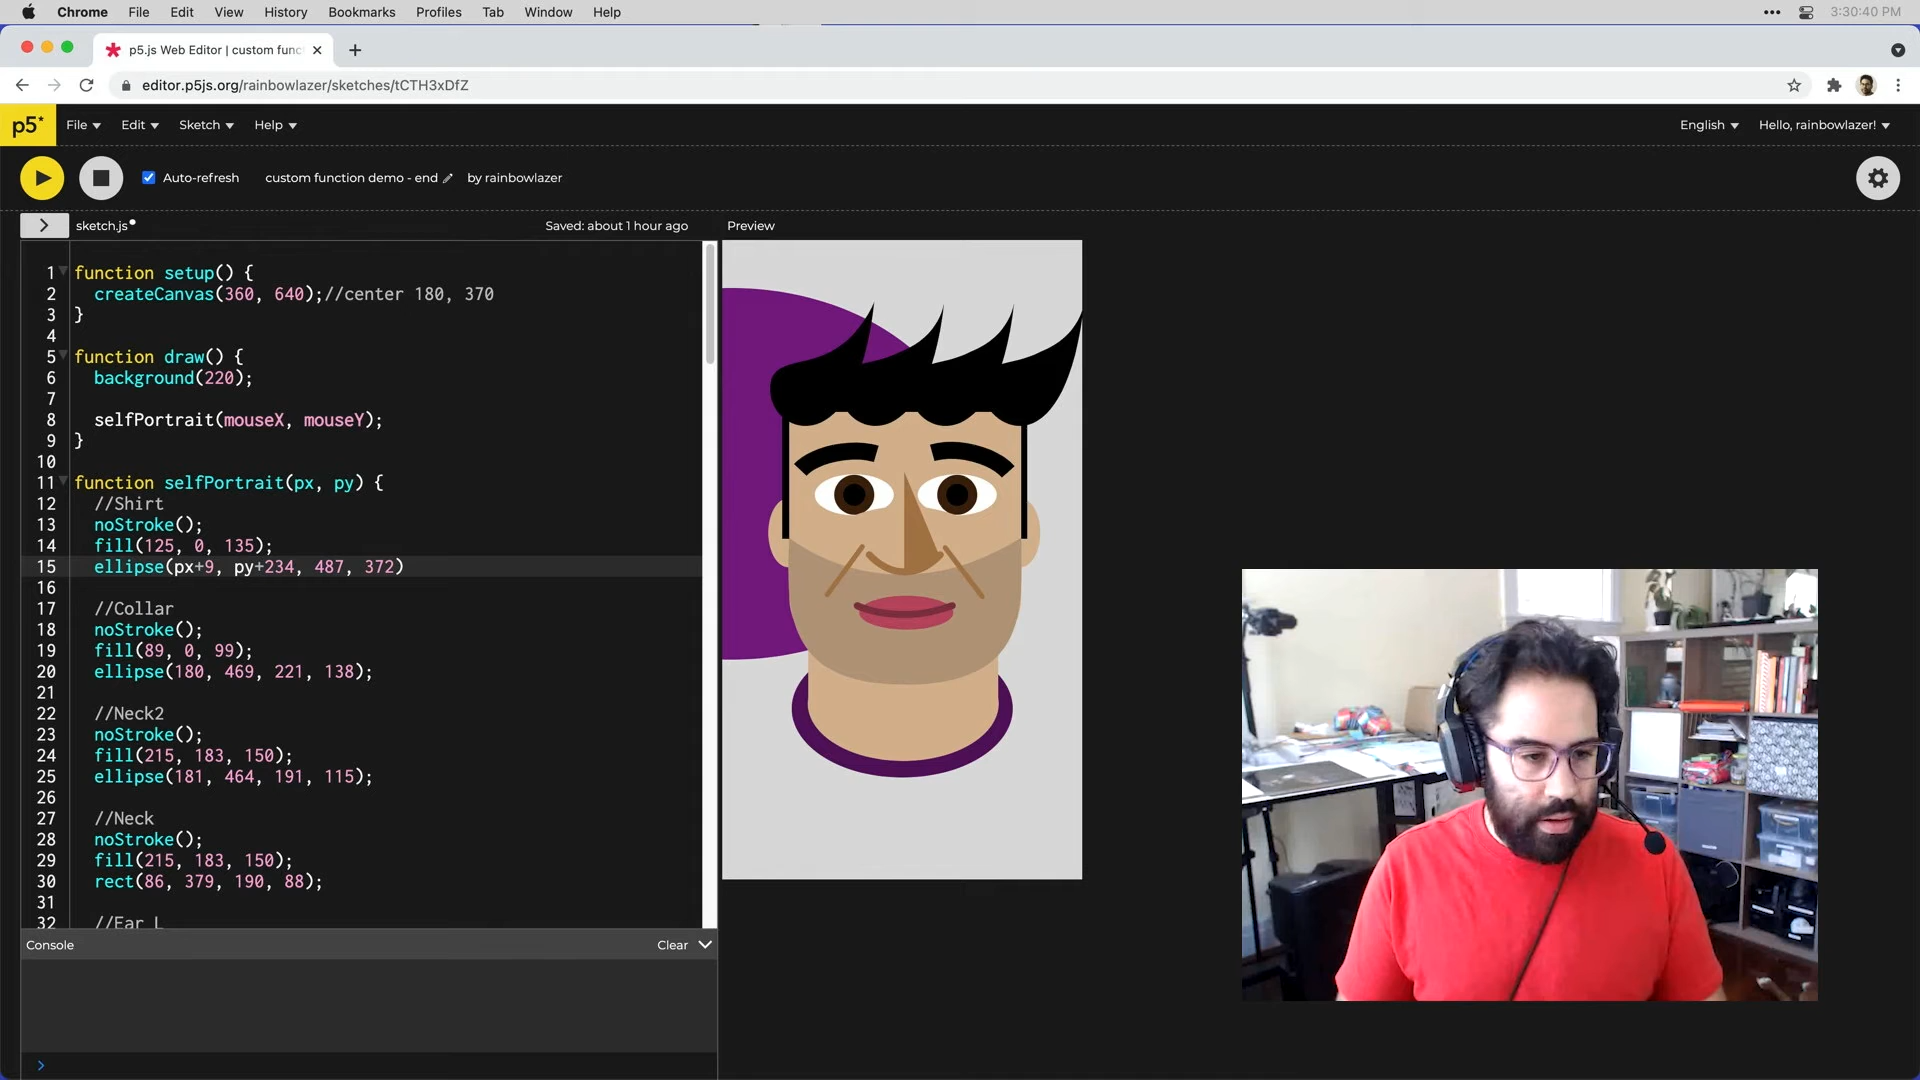 Chrome File Edit View History Bookmarks Profiles Tab Window Help 3:30:40 PM
p5.js Web Editor | custom func
editor.p5js.org/rainbowlazer/sketches/tCTH3xDfZ
p5* File Edit Sketch Help English Hello, rainbowlazer!
Auto-refresh custom function demo - end by rainbowlazer
sketch.js Saved: about 1 hour ago Preview
1 function setup() {
2 createCanvas(360, 640);//center 180, 370
3 }
4
5 function draw() {
6 background(220);
7
8 selfPortrait(mouseX, mouseY);
9 }
10
11 function selfPortrait(px, py) {
12 //Shirt
13 noStroke();
14 fill(125, 0, 135);
15 ellipse(px+9, py+234, 487, 372)
16
17 //Collar
18 noStroke();
19 fill(89, 0, 99);
20 ellipse(180, 469, 221, 138);
21
22 //Neck2
23 noStroke();
24 fill(215, 183, 150);
25 ellipse(181, 464, 191, 115);
26
27 //Neck
28 noStroke();
29 fill(215, 183, 150);
30 rect(86, 379, 190, 88);
31
32 //Ear L
Console Clear
>